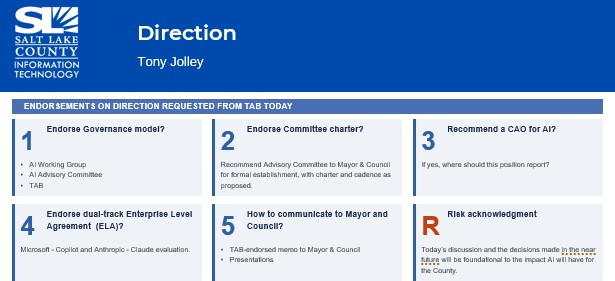 SL
SALT LAKE
COUNTY
INFORMATION
TECHNOLOGY
Direction
Tony Jolley
ENDORSEMENTS ON DIRECTION REQUESTED FROM TAB TODAY
1
Endorse Governance model?
• AI Working Group
• AI Advisory Committee
• TAB
2
Endorse Committee charter?
Recommend Advisory Committee to Mayor & Council
for formal establishment, with charter and cadence as
proposed.
3
Recommend a CAO for AI?
If yes, where should this position report?
4
Endorse dual-track Enterprise Level
Agreement (ELA)?
Microsoft - Copilot and Anthropic - Claude evaluation.
5
How to communicate to Mayor and
Council?
• TAB-endorsed memo to Mayor & Council
• Presentations
R
Risk acknowledgment
Today's discussion and the decisions made in the near
future will be foundational to the impact AI will have for
the County.